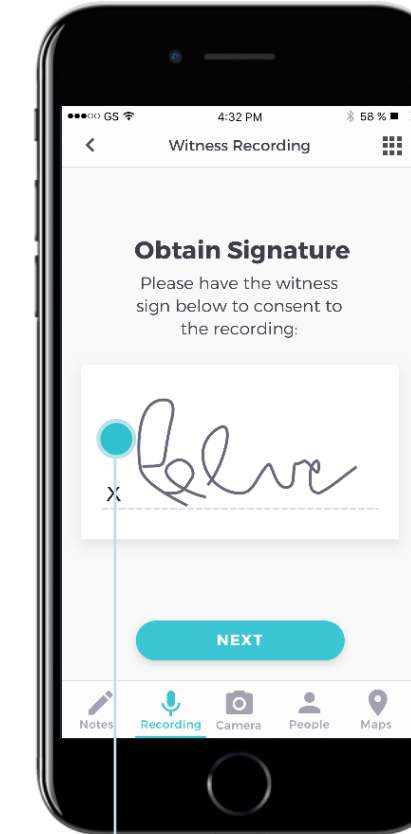 GS 4:32 PM 58 %
Witness Recording
Obtain Signature
Please have the witness
sign below to consent to
the recording:
X
NEXT
Notes Recording Camera People Maps